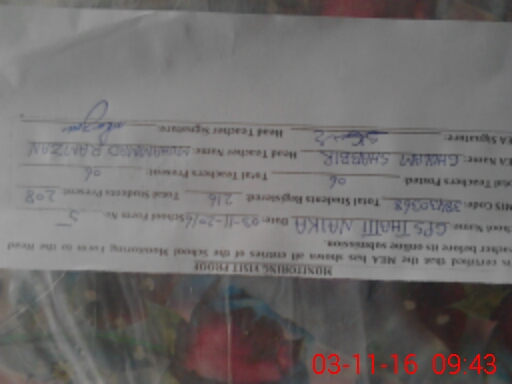 MONITORING VISIT PROOF
is certified that the MEA has shown all entries of the School Monitoring Form to the Head
teacher before its online submission.
School Name: GPS THATTI NAIKA Date: 03-11-2016 School Form No 5
EMIS Code: Total Students Registered: 216 Total Students Present: 208
Total Teachers Posted: 06 Total Teachers Present: 06
MEA Name: GHULAM SHABBIR Head Teacher Name: MUHAMMAD RAMZAN
MEA Signature: Head Teacher Signature:
03-11-16 09:43